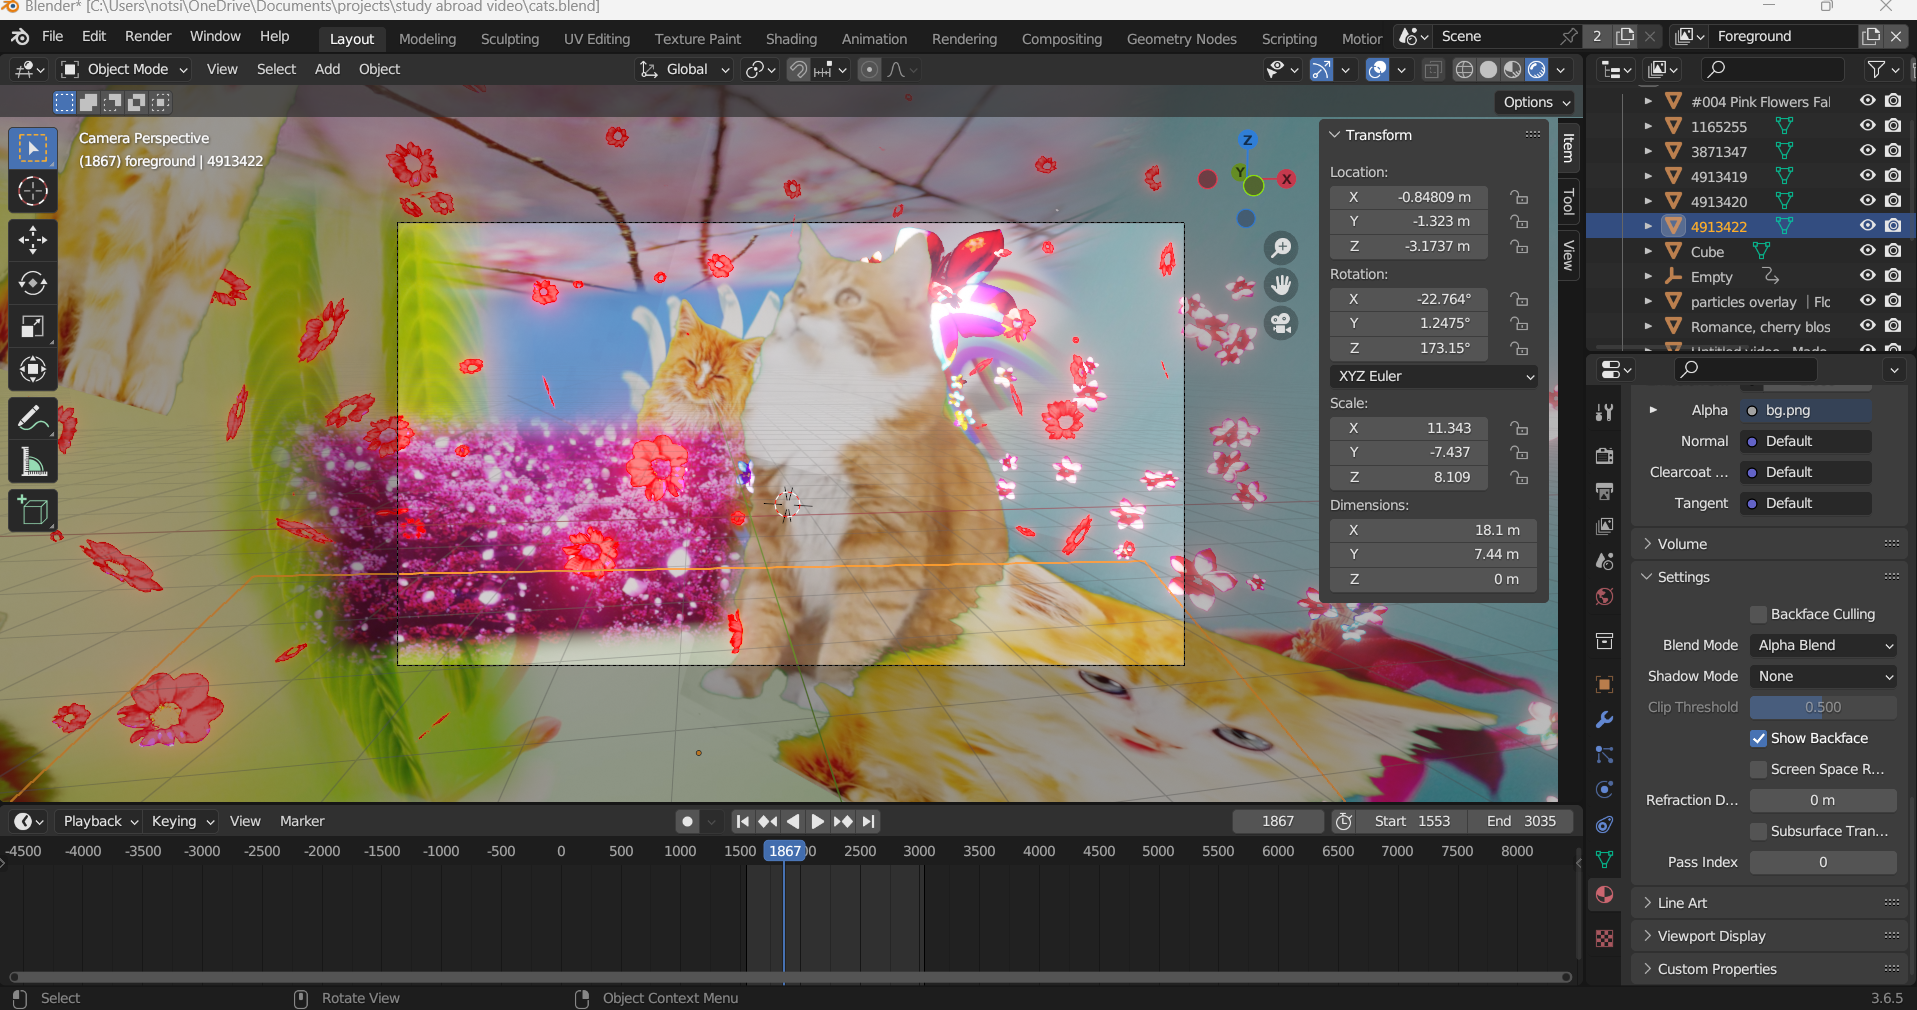 Blender* [C:\Users\notsi\OneDrive\Documents\projects\study abroad video\cats.blend]
File Edit Render Window Help Layout Modeling Sculpting UV Editing Texture Paint Shading Animation Rendering Compositing Geometry Nodes Scripting Motion Scene 2 Foreground
Object Mode View Select Add Object Global
Options
Camera Perspective
(1867) foreground | 4913422
Z
Y
X
Transform
Location:
X -0.84809 m
Y -1.323 m
Z -3.1737 m
Rotation:
X -22.764°
Y 1.2475°
Z 173.15°
XYZ Euler
Scale:
X 11.343
Y -7.437
Z 8.109
Dimensions:
X 18.1 m
Y 7.44 m
Z 0 m
Item
Tool
View
#004 Pink Flowers Fal
1165255
3871347
4913419
4913420
4913422
Cube
Empty
particles overlay | Flo
Romance, cherry blos
Alpha bg.png
Normal Default
Clearcoat ... Default
Tangent Default
Volume
Settings
Backface Culling
Blend Mode Alpha Blend
Shadow Mode None
Clip Threshold 0.500
Show Backface
Screen Space R...
Refraction D... 0 m
Subsurface Tran...
Pass Index 0
Line Art
Viewport Display
Custom Properties
Playback Keying View Marker 1867 Start 1553 End 3035
-4500 -4000 -3500 -3000 -2500 -2000 -1500 -1000 -500 0 500 1000 1500 1867 2500 3000 3500 4000 4500 5000 5500 6000 6500 7000 7500 8000
Select Rotate View Object Context Menu 3.6.5